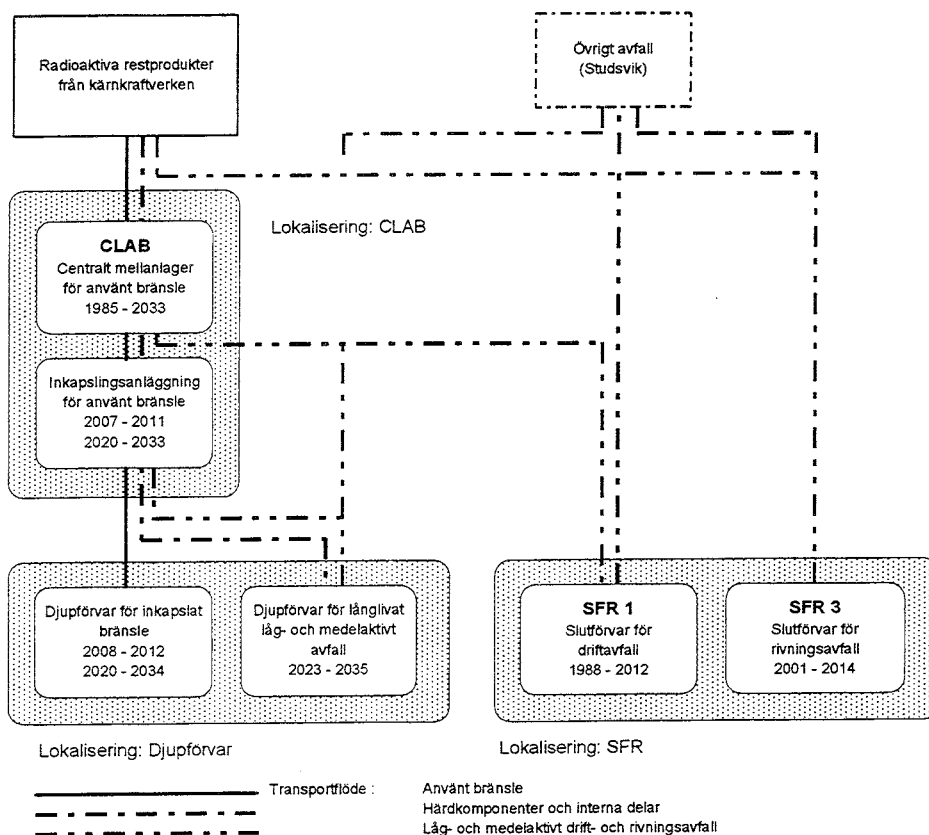 Radioaktiva restprodukter
från kärnkraftverken
Övrigt avfall
(Studsvik)
Lokalisering: CLAB
CLAB
Centralt mellanlager
för använt bränsle
1985 - 2033
Inkapslingsanläggning
för använt bränsle
2007 - 2011
2020 - 2033
Djupförvar för inkapslat
bränsle
2008 - 2012
2020 - 2034
Djupförvar för långlivat
låg- och medelaktivt
avfall
2023 - 2035
SFR 1
Slutförvar för
driftavfall
1988 - 2012
SFR 3
Slutförvar för
rivningsavfall
2001 - 2014
Lokalisering: Djupförvar
Lokalisering: SFR
Transportflöde : Använt bränsle
Härdkomponenter och interna delar
Låg- och medelaktivt drift- och rivningsavfall